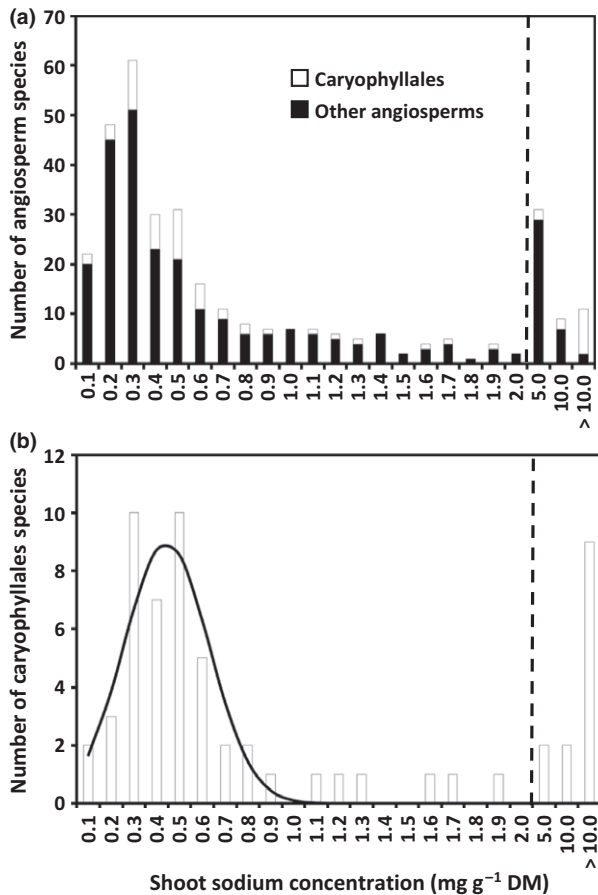 (a)
70
60
50
40
30
20
10
0
Number of angiosperm species
Caryophyllales
Other angiosperms
0.1 0.2 0.3 0.4 0.5 0.6 0.7 0.8 0.9 1.0 1.1 1.2 1.3 1.4 1.5 1.6 1.7 1.8 1.9 2.0 5.0 10.0 > 10.0
(b)
12
10
8
6
4
2
0
Number of caryophyllales species
0.1 0.2 0.3 0.4 0.5 0.6 0.7 0.8 0.9 1.0 1.1 1.2 1.3 1.4 1.5 1.6 1.7 1.8 1.9 2.0 5.0 10.0 > 10.0
Shoot sodium concentration (mg g⁻¹ DM)